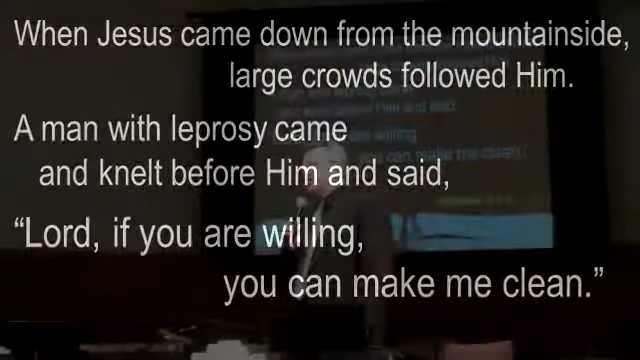 When Jesus came down from the mountainside,
large crowds followed Him.
A man with leprosy came
and knelt before Him and said,
“Lord, if you are willing,
you can make me clean.”